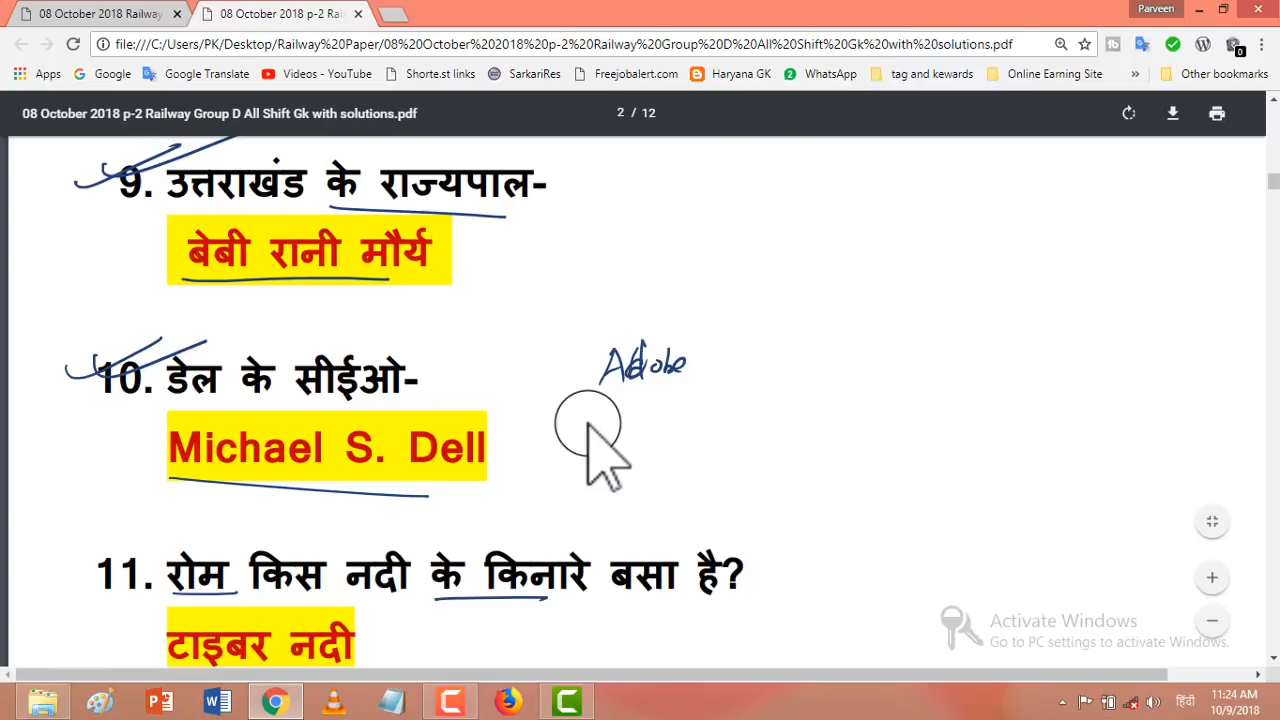 08 October 2018 Railway
08 October 2018 p-2 Rail
Parveen
file:///C:/Users/PK/Desktop/Railway%20Paper/08%20October%202018%20p-2%20Railway%20Group%20D%20All%20Shift%20Gk%20with%20solutions.pdf
Apps Google Google Translate Videos - YouTube Shorte.st links SarkariRes Freejobalert.com Haryana GK WhatsApp tag and kewards Online Earning Site » Other bookmarks
08 October 2018 p-2 Railway Group D All Shift Gk with solutions.pdf 2 / 12
9. उत्तराखंड के राज्यपाल-
बेबी रानी मौर्य
Adobe
10. डेल के सीईओ-
Michael S. Dell
11. रोम किस नदी के किनारे बसा है?
टाइबर नदी
Activate Windows
Go to PC settings to activate Windows.
हिंदी 11:24 AM
10/9/2018